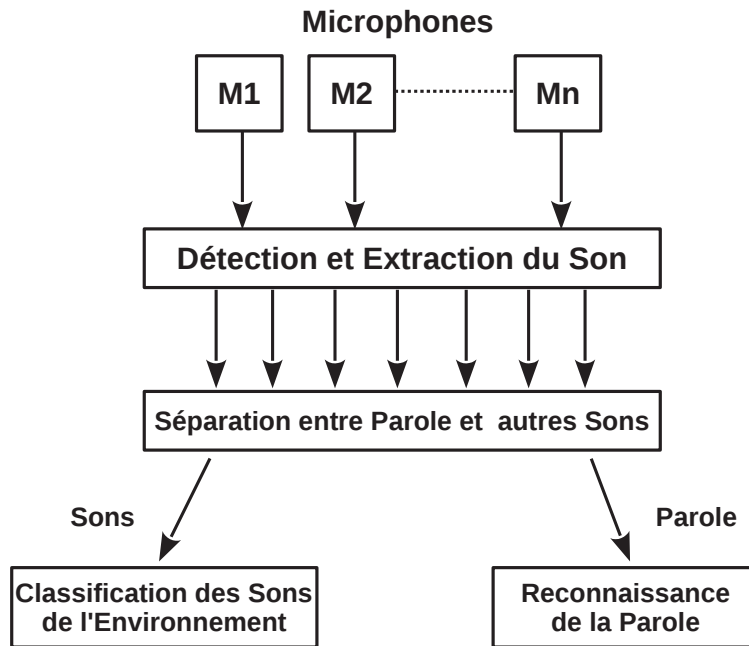 Microphones
M1
M2
Mn
Détection et Extraction du Son
Séparation entre Parole et autres Sons
Sons
Parole
Classification des Sons
de l'Environnement
Reconnaissance
de la Parole